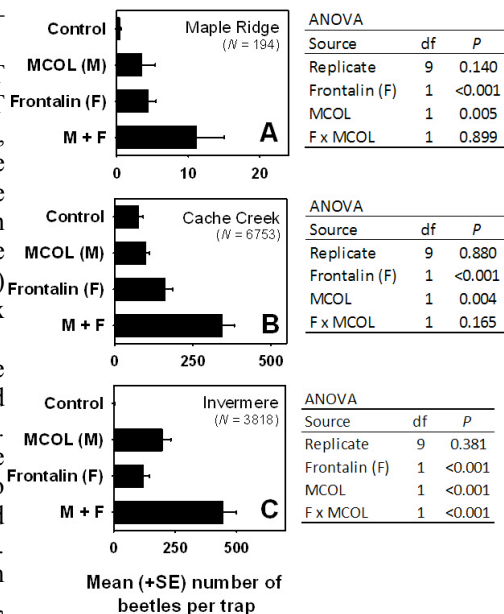 Maple Ridge
(N = 194)
Control
MCOL (M)
Frontalin (F)
M + F
A
0 10 20
ANOVA
Source df P
Replicate 9 0.140
Frontalin (F) 1 <0.001
MCOL 1 0.005
F x MCOL 1 0.899
Cache Creek
(N = 6753)
Control
MCOL (M)
Frontalin (F)
M + F
B
0 250 500
ANOVA
Source df P
Replicate 9 0.880
Frontalin (F) 1 <0.001
MCOL 1 0.004
F x MCOL 1 0.165
Invermere
(N = 3818)
Control
MCOL (M)
Frontalin (F)
M + F
C
0 250 500
ANOVA
Source df P
Replicate 9 0.381
Frontalin (F) 1 <0.001
MCOL 1 <0.001
F x MCOL 1 <0.001
Mean (+SE) number of
beetles per trap